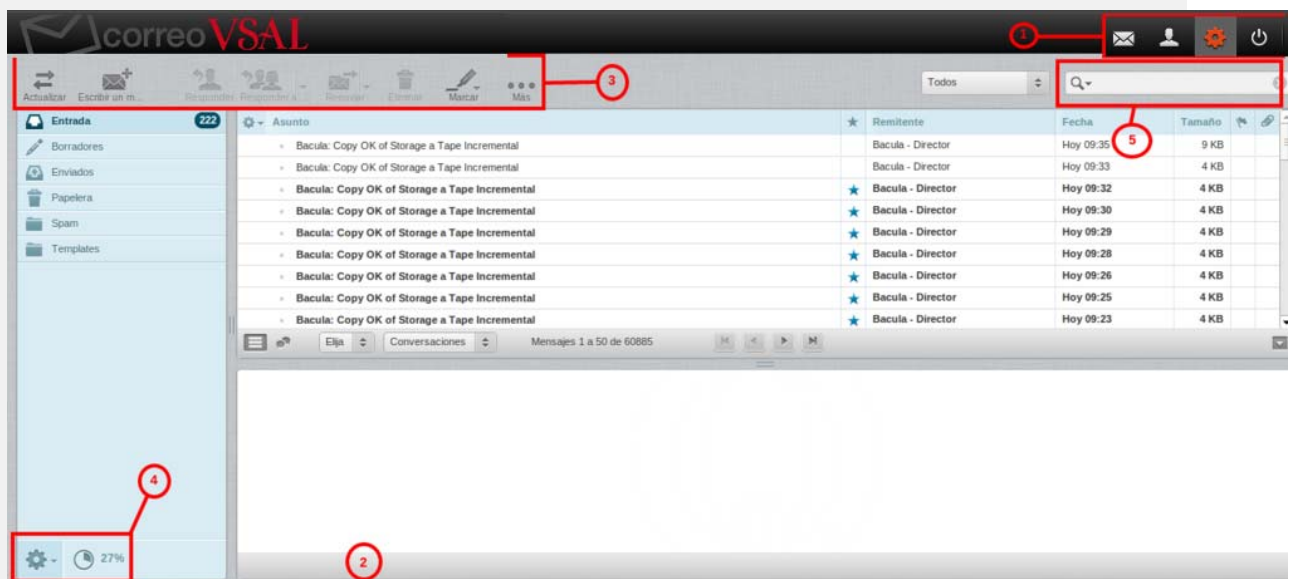 correo VSAL
1
3
Actualizar Escribir un m... Responder Responder a... Reenviar Eliminar Marcar Más
Todos
5
Entrada 222
Borradores
Enviados
Papelera
Spam
Templates
Asunto Remitente Fecha Tamaño
Bacula: Copy OK of Storage a Tape Incremental Bacula - Director Hoy 09:35 9 KB
Bacula: Copy OK of Storage a Tape Incremental Bacula - Director Hoy 09:33 4 KB
Bacula: Copy OK of Storage a Tape Incremental Bacula - Director Hoy 09:32 4 KB
Bacula: Copy OK of Storage a Tape Incremental Bacula - Director Hoy 09:30 4 KB
Bacula: Copy OK of Storage a Tape Incremental Bacula - Director Hoy 09:29 4 KB
Bacula: Copy OK of Storage a Tape Incremental Bacula - Director Hoy 09:28 4 KB
Bacula: Copy OK of Storage a Tape Incremental Bacula - Director Hoy 09:26 4 KB
Bacula: Copy OK of Storage a Tape Incremental Bacula - Director Hoy 09:25 4 KB
Bacula: Copy OK of Storage a Tape Incremental Bacula - Director Hoy 09:23 4 KB
Elija Conversaciones Mensajes 1 a 50 de 60885
4
27%
2